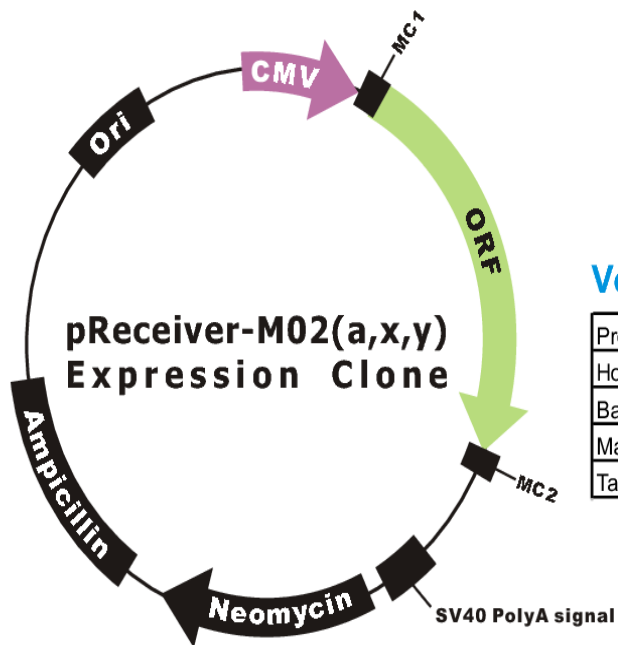 CMV
MC1
Ori
ORF
pReceiver-M02(a,x,y)
Expression Clone
Ampicillin
MC2
Neomycin
SV40 PolyA signal